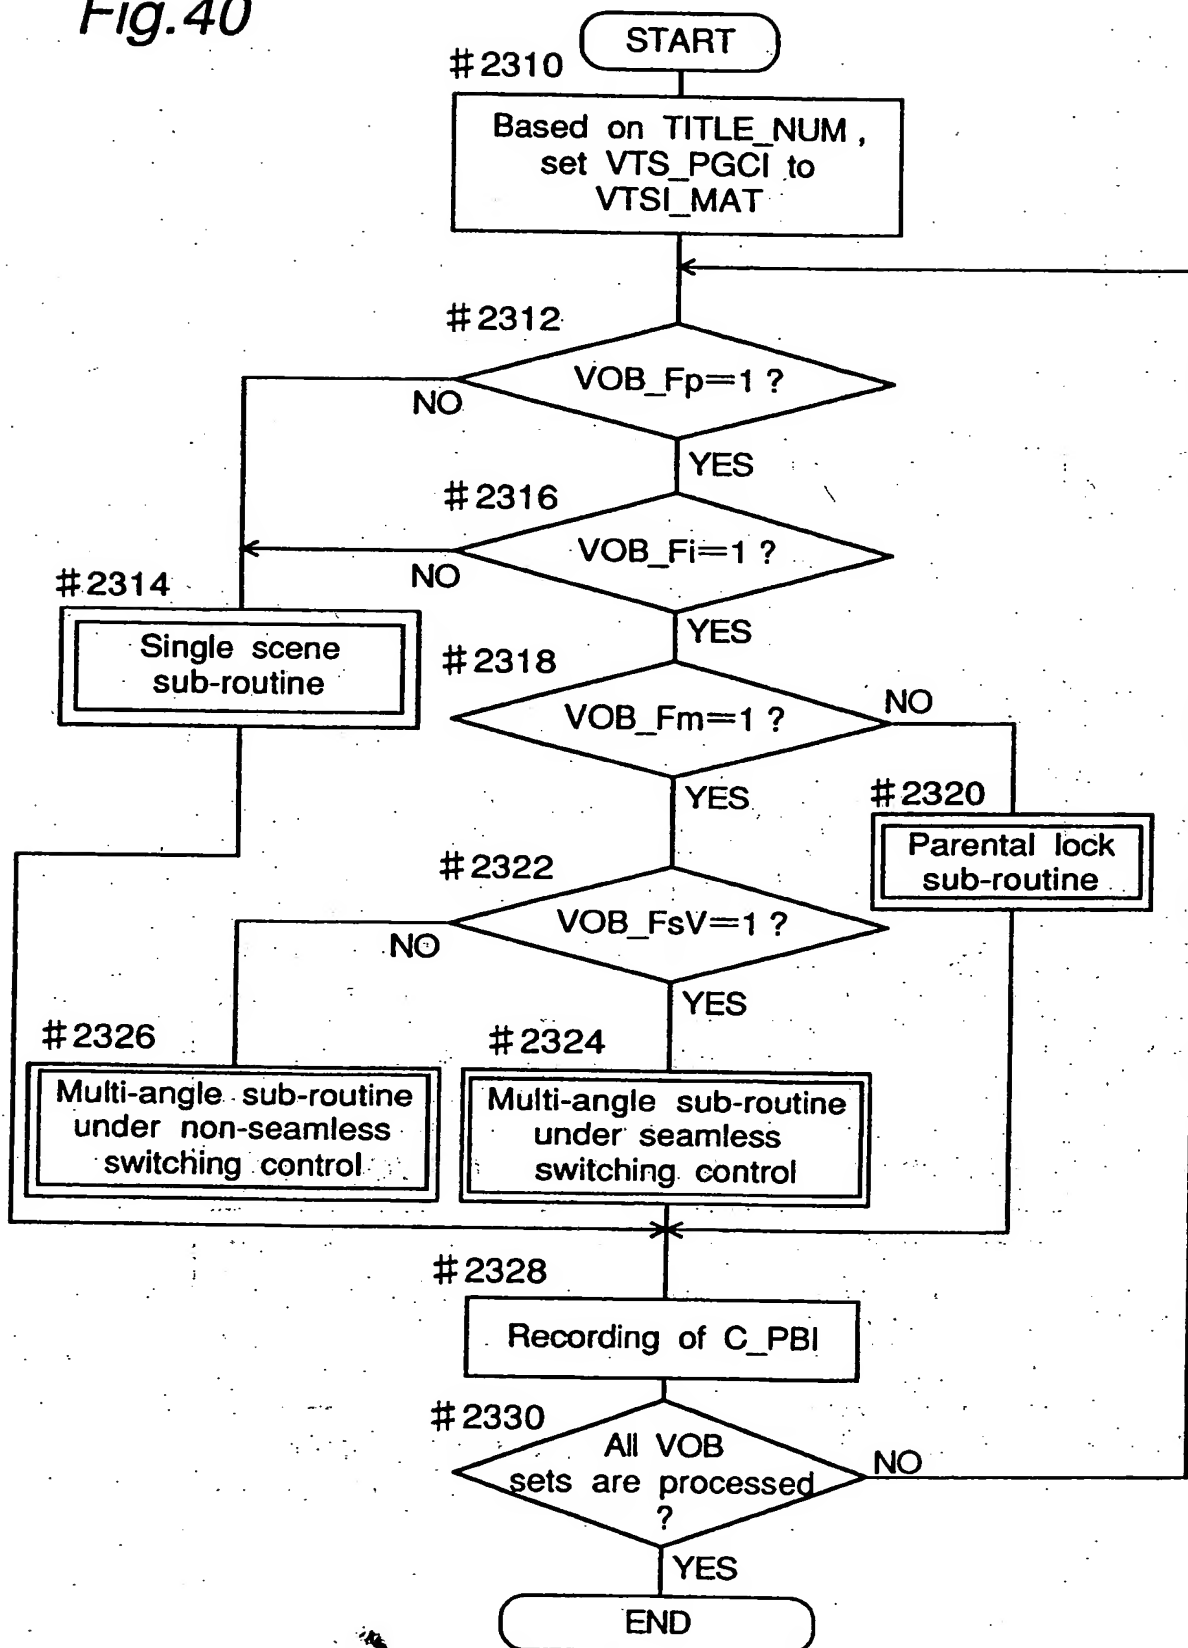 Fig.40
START
#2310
Based on TITLE_NUM ,
set VTS_PGCI to
VTSI_MAT
#2312
VOB_Fp=1 ?
NO
YES
#2316
VOB_Fi=1 ?
NO
YES
#2314
Single scene
sub-routine
#2318
VOB_Fm=1 ?
NO
YES
#2320
Parental lock
sub-routine
#2322
VOB_FsV=1 ?
NO
YES
#2326
Multi-angle sub-routine
under non-seamless
switching control
#2324
Multi-angle sub-routine
under seamless
switching control
#2328
Recording of C_PBI
#2330
All VOB
sets are processed
?
NO
YES
END